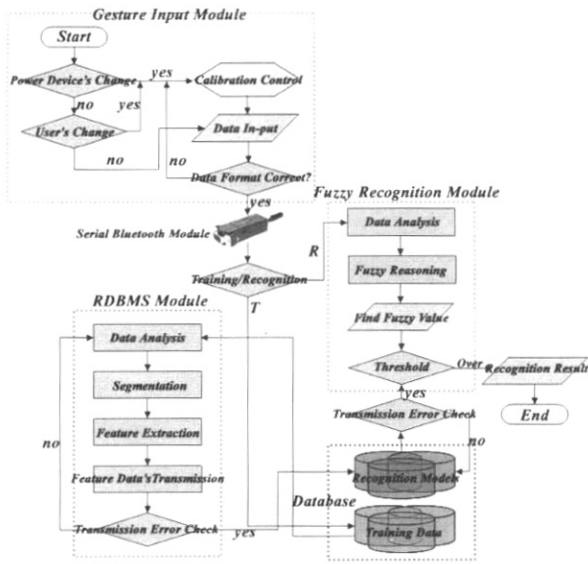 Gesture Input Module
Start
Power Device's Change
yes
Calibration Control
no
yes
User's Change
Data In-put
no
no
Data Format Correct?
yes
Fuzzy Recognition Module
Serial Bluetooth Module
R
Data Analysis
Training/Recognition
Fuzzy Reasoning
RDBMS Module
T
Find Fuzzy Value
Data Analysis
Threshold
Over
Recognition Result
Segmentation
yes
Transmission Error Check
End
no
Feature Extraction
no
Recognition Models
Feature Data'sTransmission
Database
Transmission Error Check
yes
Training Data